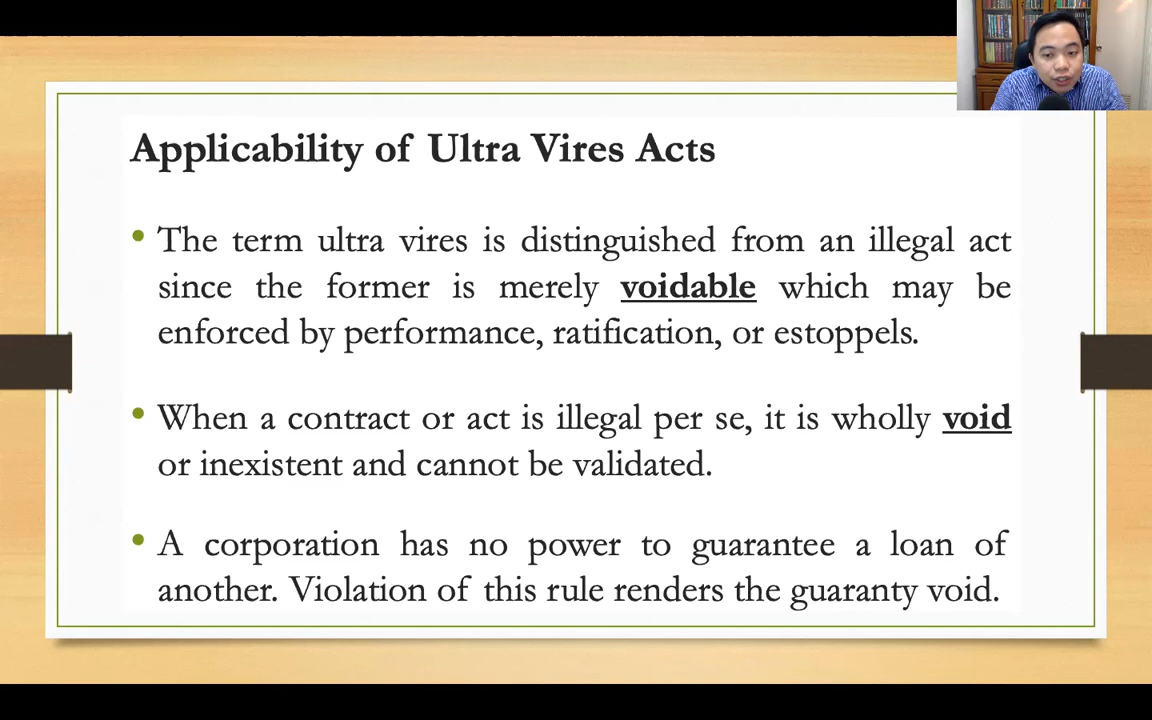 Applicability of Ultra Vires Acts
• The term ultra vires is distinguished from an illegal act
since the former is merely voidable which may be
enforced by performance, ratification, or estoppels.
• When a contract or act is illegal per se, it is wholly void
or inexistent and cannot be validated.
• A corporation has no power to guarantee a loan of
another. Violation of this rule renders the guaranty void.